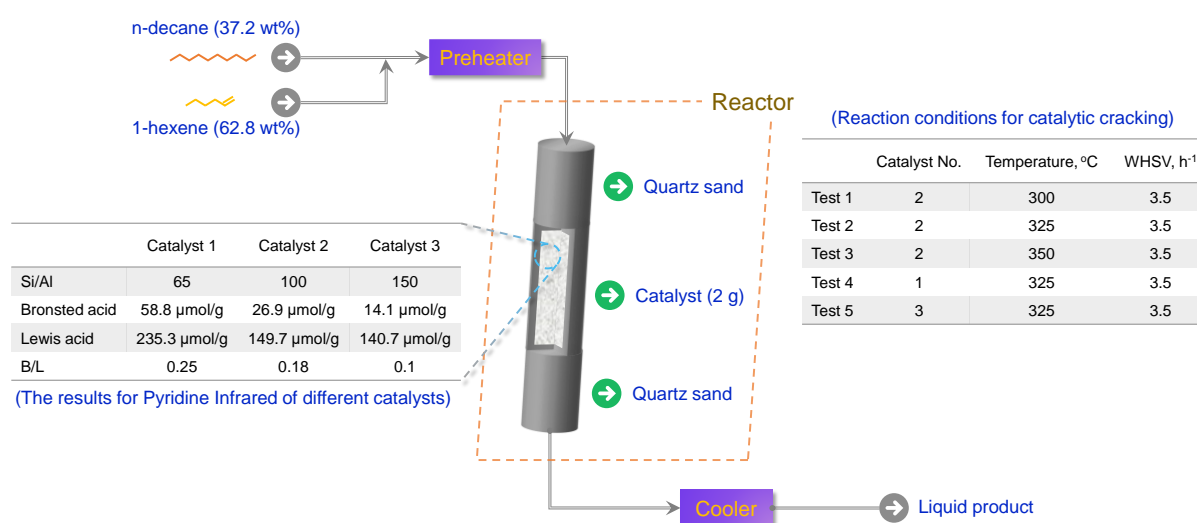 n-decane (37.2 wt%)
1-hexene (62.8 wt%)
Preheater
Reactor
Quartz sand
Catalyst (2 g)
Quartz sand
(Reaction conditions for catalytic cracking)
Catalyst No. Temperature, ºC WHSV, h-1
Test 1 2 300 3.5
Test 2 2 325 3.5
Test 3 2 350 3.5
Test 4 1 325 3.5
Test 5 3 325 3.5
Catalyst 1 Catalyst 2 Catalyst 3
Si/Al 65 100 150
Bronsted acid 58.8 μmol/g 26.9 μmol/g 14.1 μmol/g
Lewis acid 235.3 μmol/g 149.7 μmol/g 140.7 μmol/g
B/L 0.25 0.18 0.1
(The results for Pyridine Infrared of different catalysts)
Cooler
Liquid product